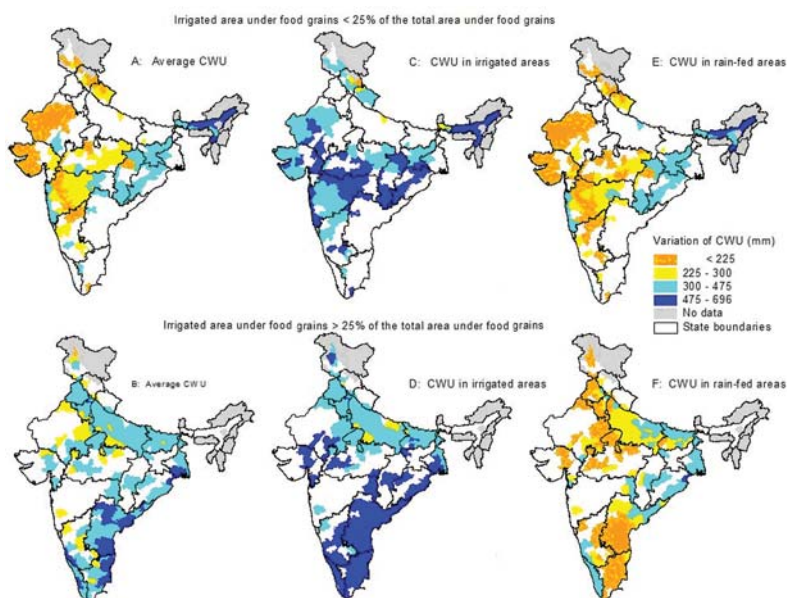 Irrigated area under food grains < 25% of the total area under food grains
A: Average CWU
C: CWU in irrigated areas
E: CWU in rain-fed areas
Variation of CWU (mm)
< 225
225 - 300
300 - 475
475 - 696
No data
State boundaries
Irrigated area under food grains > 25% of the total area under food grains
B: Average CWU
D: CWU in irrigated areas
F: CWU in rain-fed areas